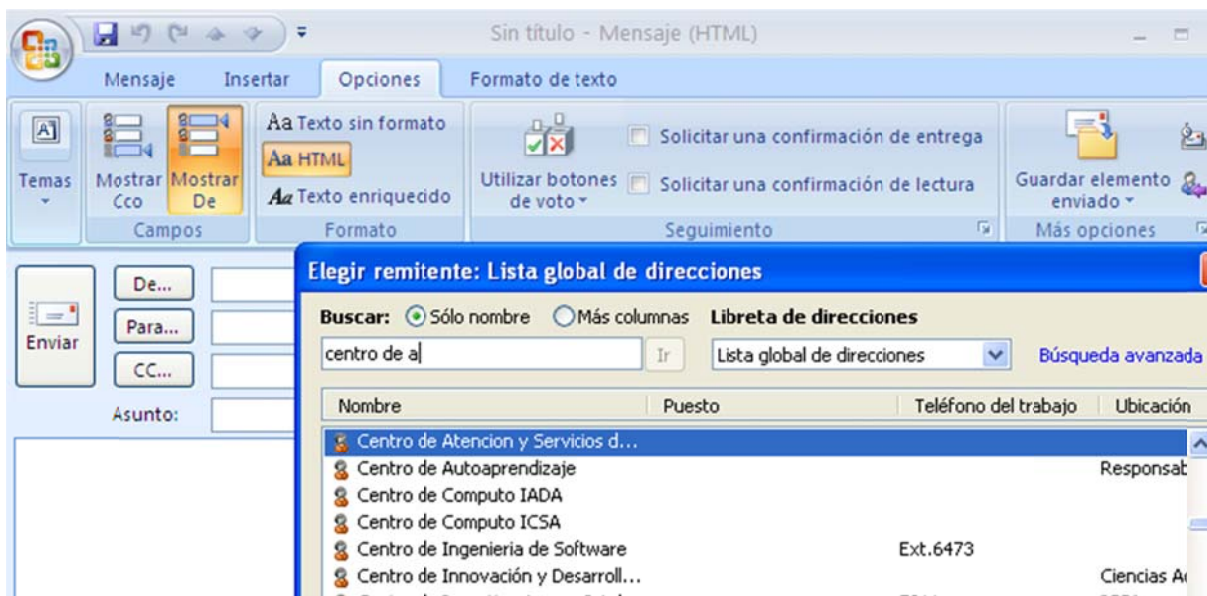 Sin título - Mensaje (HTML)
Mensaje Insertar Opciones Formato de texto
Temas
Mostrar Cco
Mostrar De
Campos
Aa Texto sin formato
Aa HTML
Aa Texto enriquecido
Formato
Utilizar botones de voto
Solicitar una confirmación de entrega
Solicitar una confirmación de lectura
Seguimiento
Guardar elemento enviado
Más opciones
Enviar
De...
Para...
CC...
Asunto:
Elegir remitente: Lista global de direcciones
Buscar: Sólo nombre Más columnas Libreta de direcciones
centro de a Ir Lista global de direcciones Búsqueda avanzada
Nombre Puesto Teléfono del trabajo Ubicación
Centro de Atencion y Servicios d...
Centro de Autoaprendizaje Responsab
Centro de Computo IADA
Centro de Computo ICSA
Centro de Ingenieria de Software Ext.6473
Centro de Innovación y Desarroll... Ciencias A